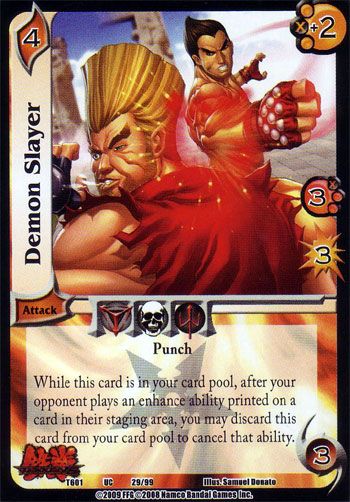 4
+2
Demon Slayer
3
3
Attack
Punch
While this card is in your card pool, after your
opponent plays an enhance ability printed on a
card in their staging area, you may discard this
card from your card pool to cancel that ability.
3
T601 UC 29/99 Illus. Samuel Donato
©2009 FFG ©2008 Namco Bandai Games Inc.